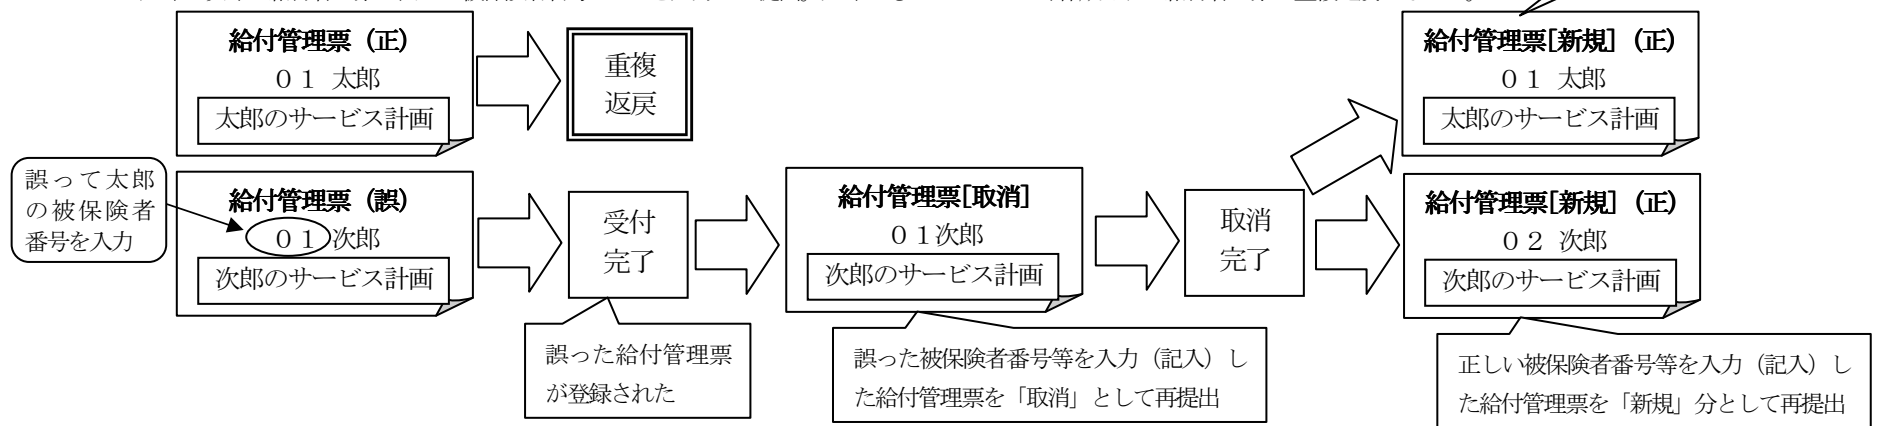 給付管理票（正）
０１ 太郎
太郎のサービス計画
重複
返戻
給付管理票[新規]（正）
０１ 太郎
太郎のサービス計画
誤って太郎
の被保険者
番号を入力
給付管理票（誤）
０１次郎
次郎のサービス計画
受付
完了
給付管理票[取消]
０１次郎
次郎のサービス計画
取消
完了
給付管理票[新規]（正）
０２ 次郎
次郎のサービス計画
誤った給付管理票
が登録された
誤った被保険者番号等を入力（記入）し
た給付管理票を「取消」として再提出
正しい被保険者番号等を入力（記入）し
た給付管理票を「新規」分として再提出